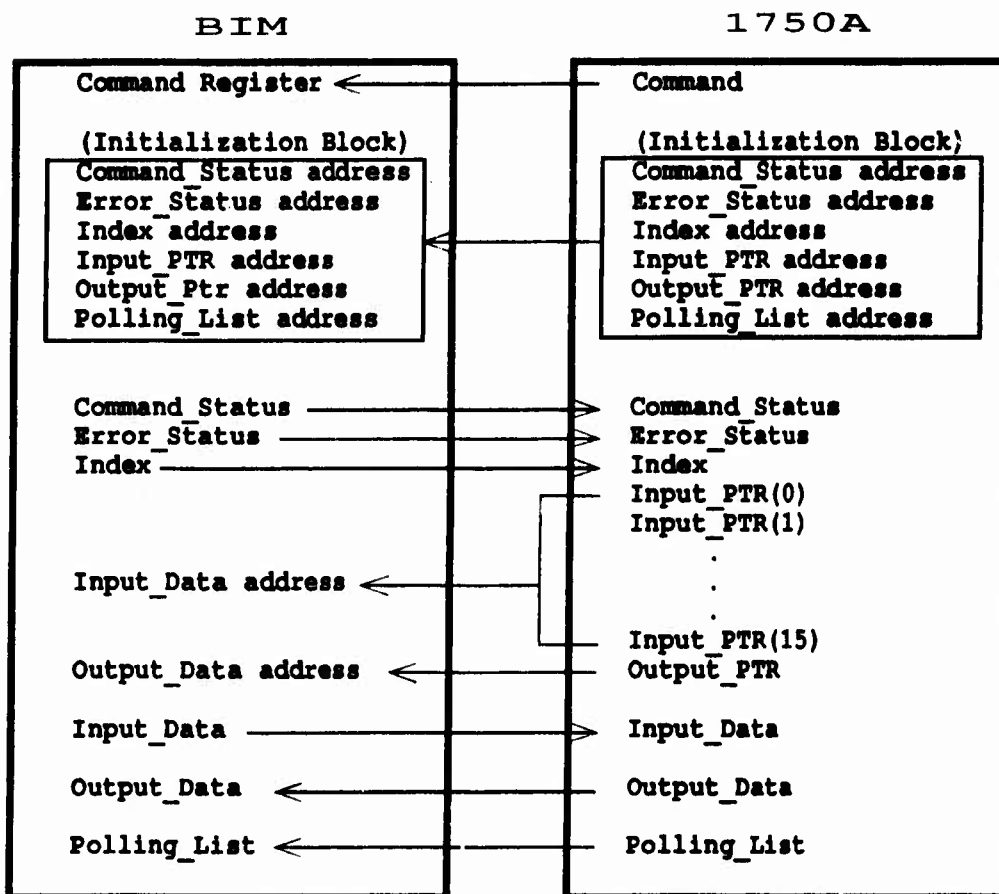 BIM 1750A
Command Register Command
(Initialization Block) (Initialization Block)
Command_Status address Command_Status address
Error_Status address Error_Status address
Index address Index address
Input_PTR address Input_PTR address
Output_Ptr address Output_PTR address
Polling_List address Polling_List address
Command_Status Command_Status
Error_Status Error_Status
Index Index
Input_PTR(0)
Input_PTR(1)
.
Input_Data address .
.
Input_PTR(15)
Output_Data address Output_PTR
Input_Data Input_Data
Output_Data Output_Data
Polling_List Polling_List